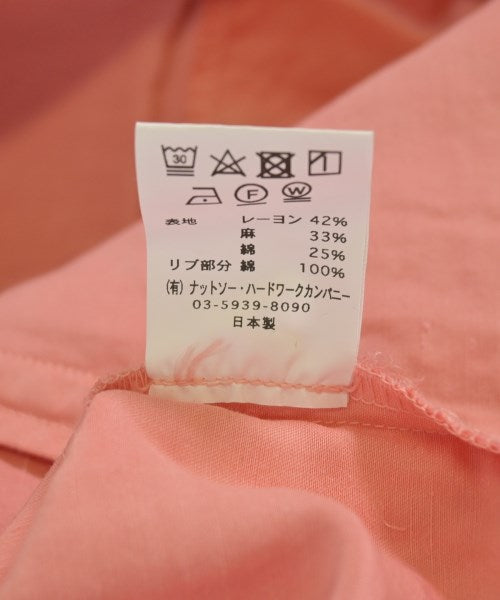 30
F W
表地 レーヨン 42%
麻 33%
綿 25%
リブ部分 綿 100%
(有) ナットソー・ハードワークカンパニー
03-5939-8090
日本製